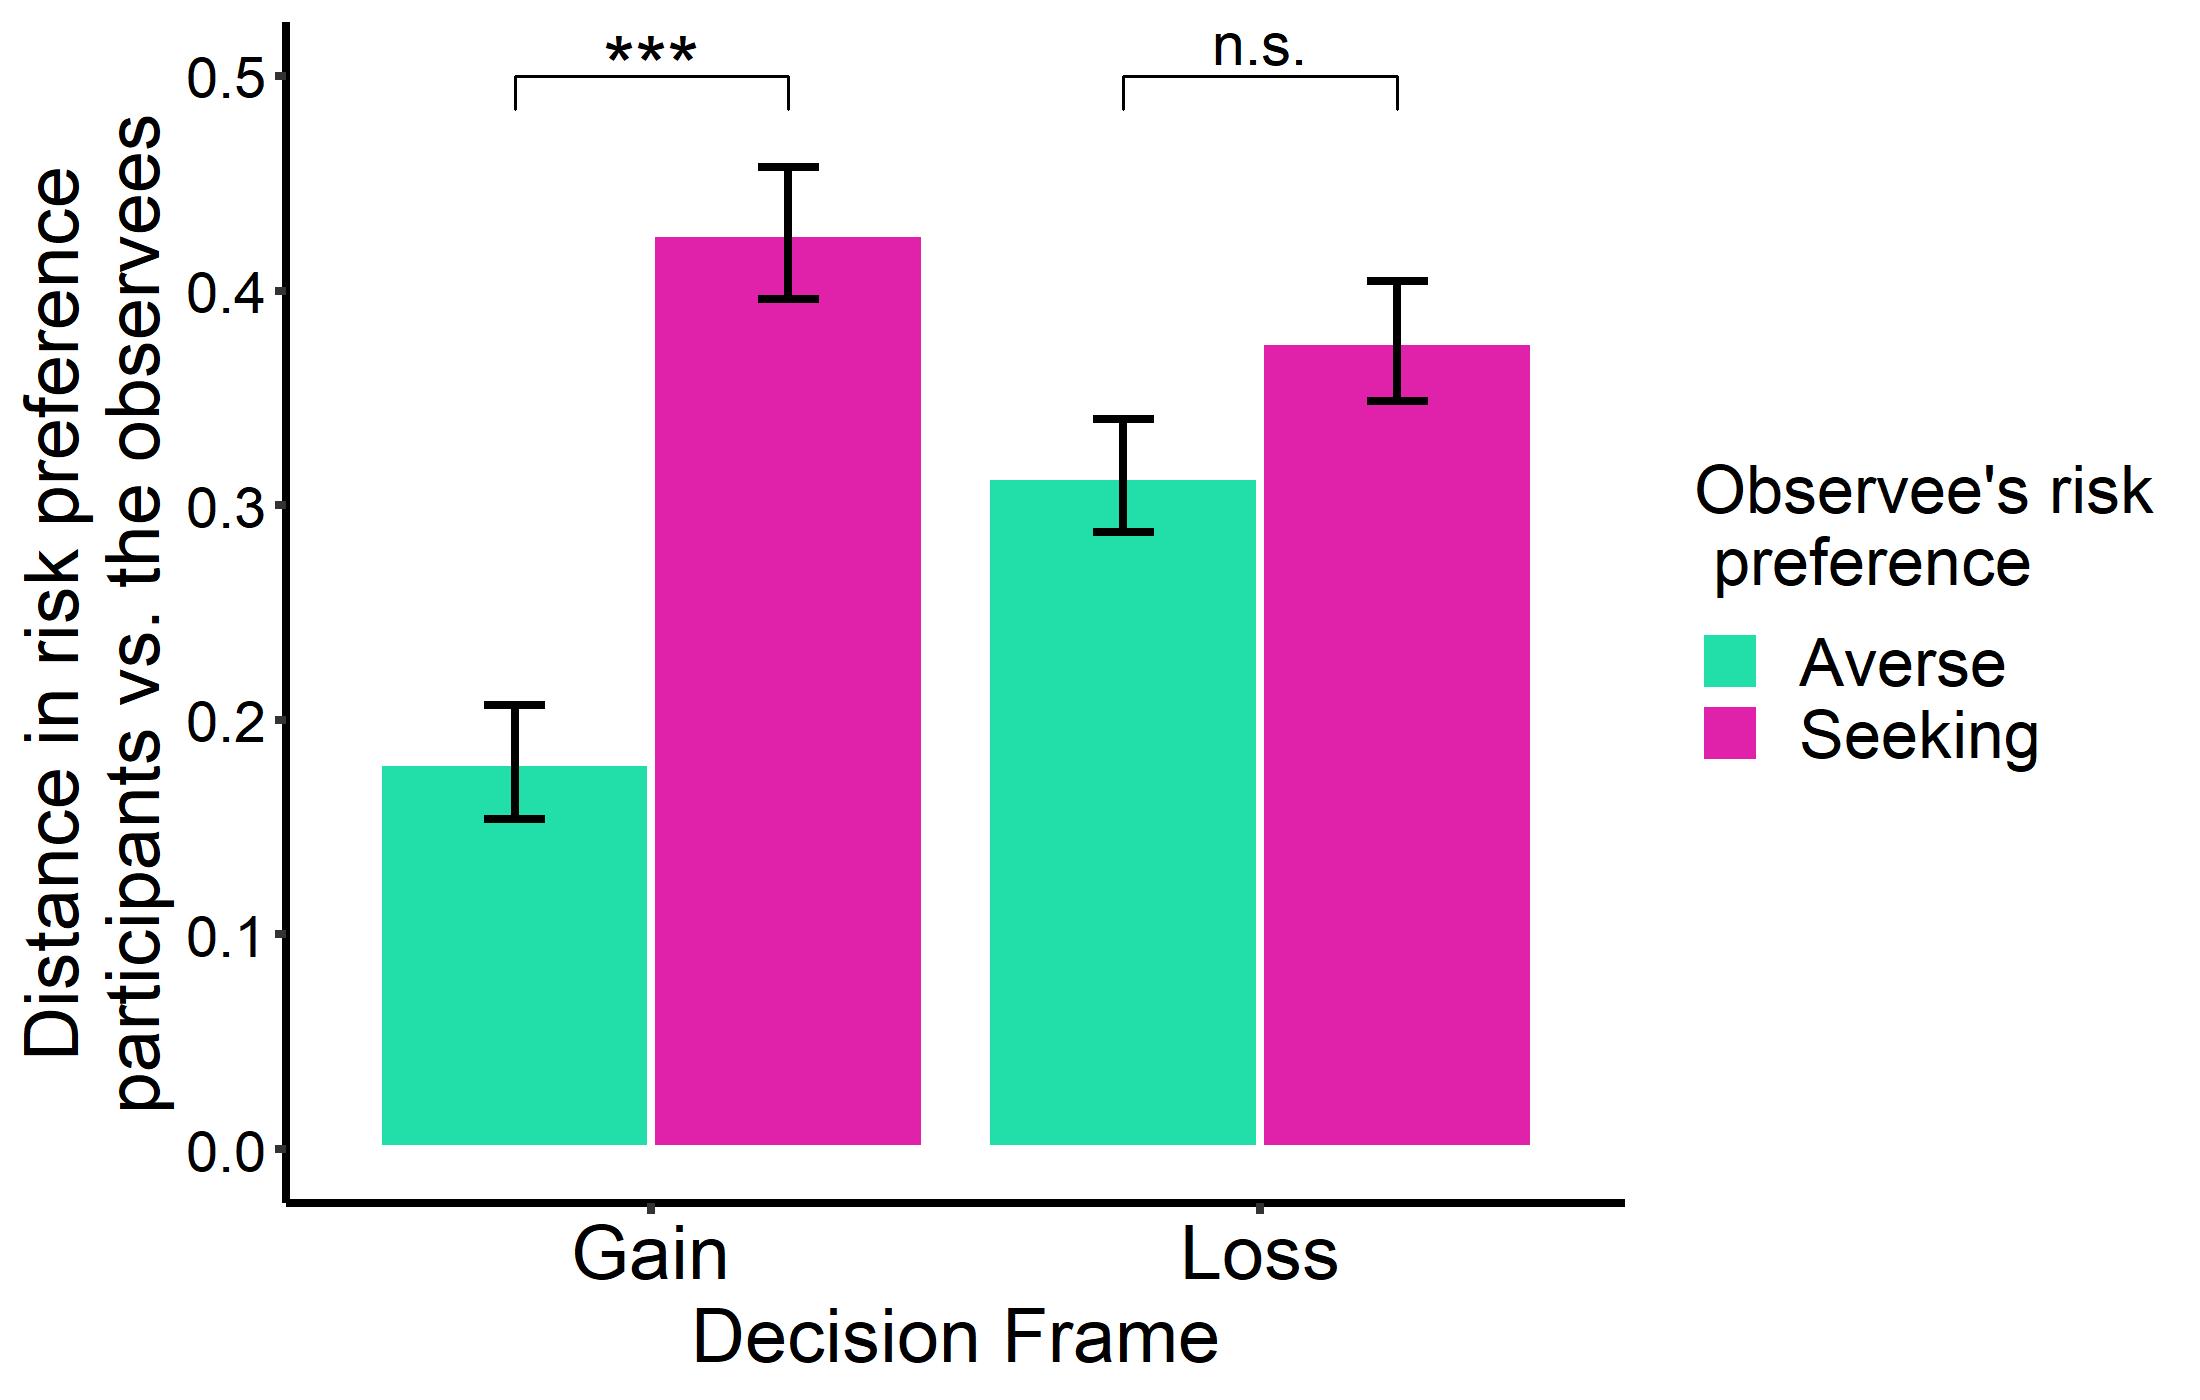 Distance in risk preference
participants vs. the observees
0.5
0.4
0.3
0.2
0.1
0.0
***
n.s.
Gain
Loss
Decision Frame
Observee's risk
preference
Averse
Seeking